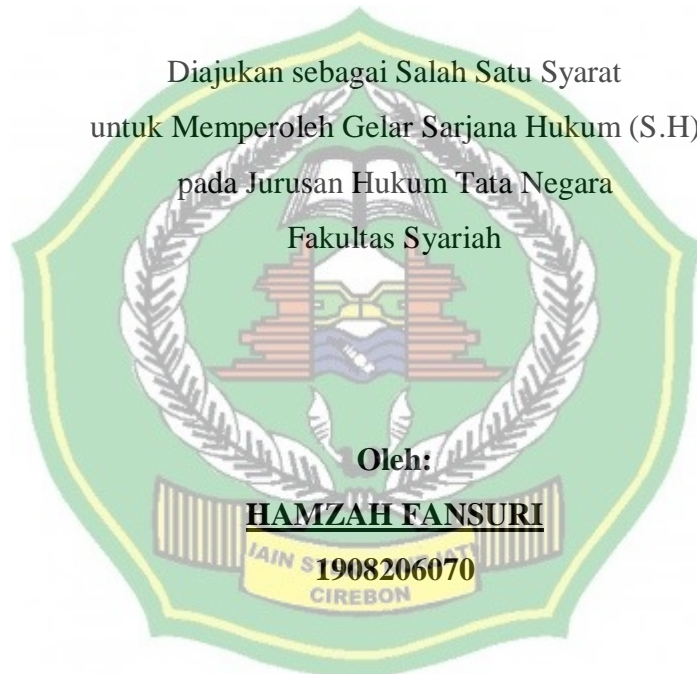 Diajukan sebagai Salah Satu Syarat
untuk Memperoleh Gelar Sarjana Hukum (S.H)
pada Jurusan Hukum Tata Negara
Fakultas Syariah
Oleh:
HAMZAH FANSURI
IAIN
1908206070
CIREBON